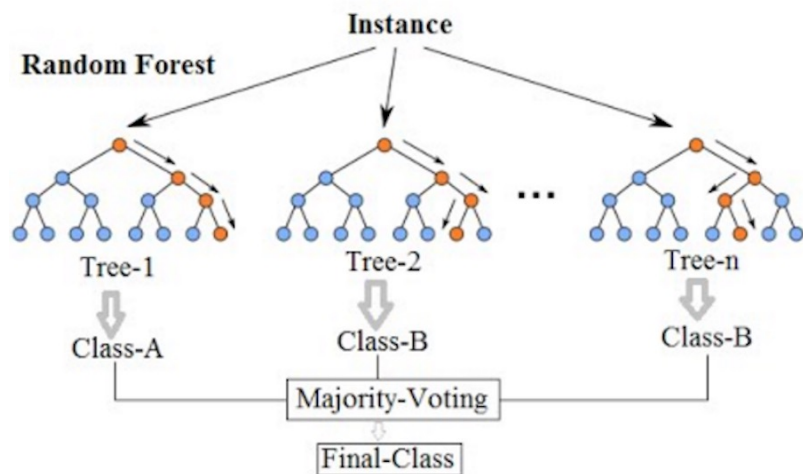 Instance
Random Forest
...
Tree-1
Tree-2
Tree-n
Class-A
Class-B
Class-B
Majority-Voting
Final-Class